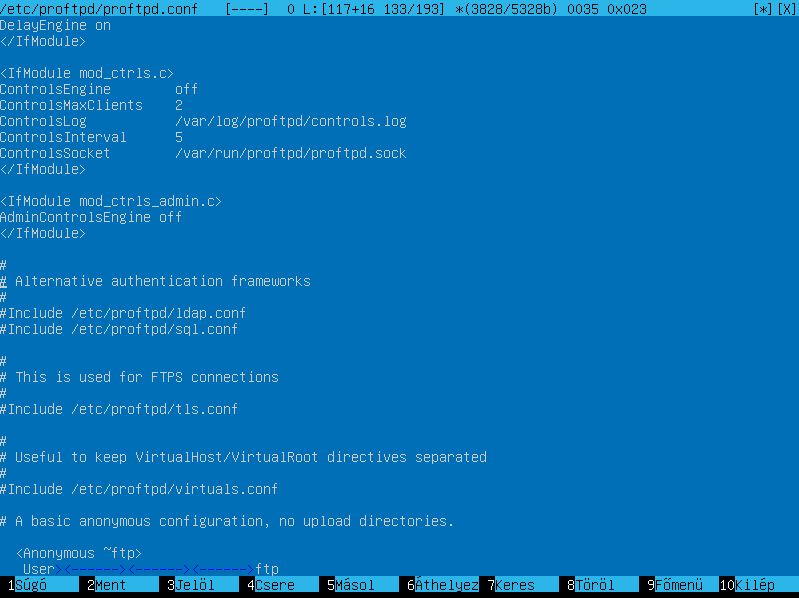 /etc/proftpd/proftpd.conf [----] 0 L:[117+16 133/193] *(3828/5328b) 0035 0x023 [*][X]
DelayEngine on
</IfModule>
<IfModule mod_ctrls.c>
ControlsEngine off
ControlsMaxClients 2
ControlsLog /var/log/proftpd/controls.log
ControlsInterval 5
ControlsSocket /var/run/proftpd/proftpd.sock
</IfModule>
<IfModule mod_ctrls_admin.c>
AdminControlsEngine off
</IfModule>
#
# Alternative authentication frameworks
#
#Include /etc/proftpd/ldap.conf
#Include /etc/proftpd/sql.conf
#
# This is used for FTPS connections
#
#Include /etc/proftpd/tls.conf
#
# Useful to keep VirtualHost/VirtualRoot directives separated
#
#Include /etc/proftpd/virtuals.conf
# A basic anonymous configuration, no upload directories.
<Anonymous ~ftp>
User><------><------><------>ftp
1Súgó 2Ment 3Jelöl 4Csere 5Másol 6Áthelyez 7Keres 8Töröl 9Főmenü 10Kilép